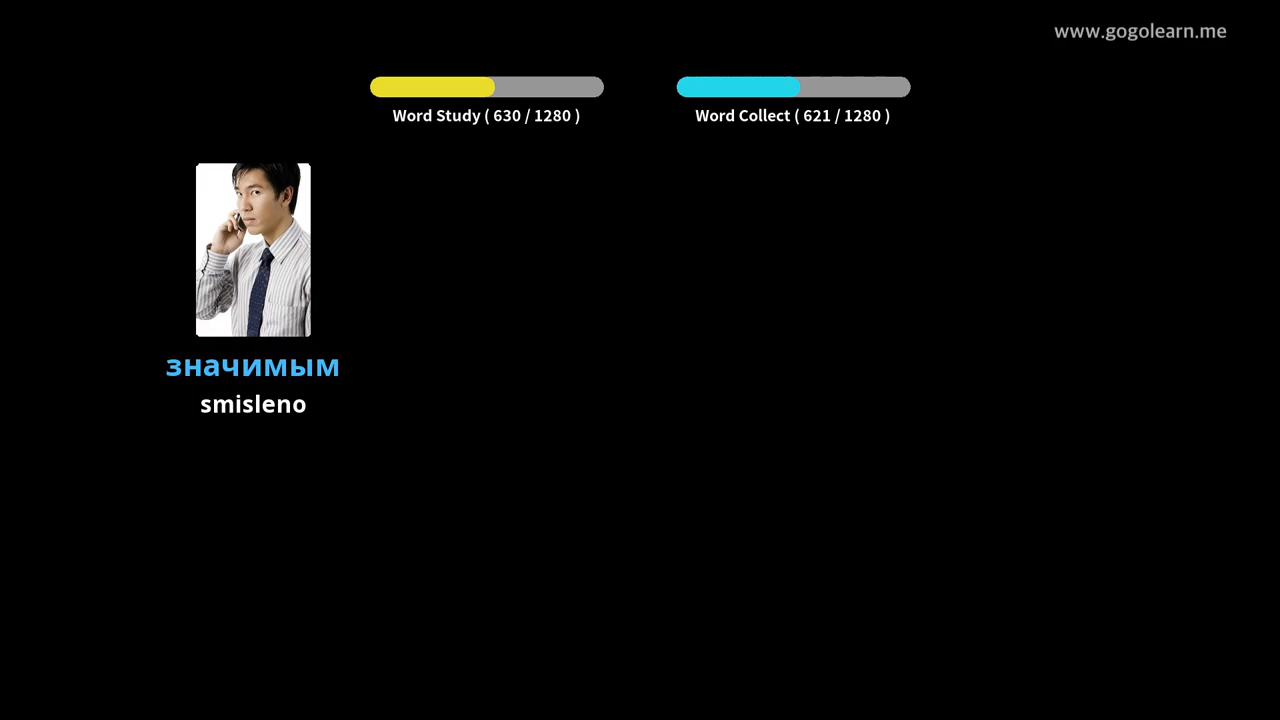 www.gogolearn.me
Word Study ( 630 / 1280 )
Word Collect ( 621 / 1280 )
значимым
smisleno